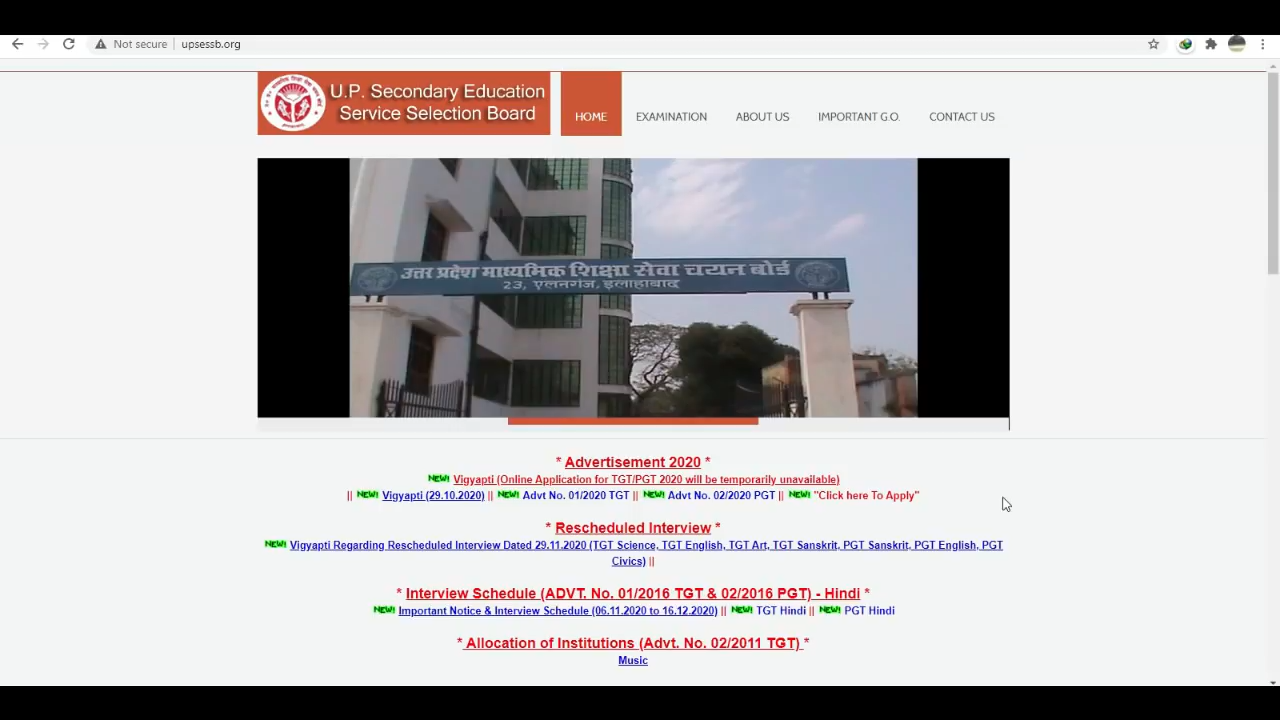 Not secure | upsessb.org
U.P. Secondary Education
Service Selection Board
HOME EXAMINATION ABOUT US IMPORTANT G.O. CONTACT US
उत्तर प्रदेश माध्यमिक शिक्षा सेवा चयन बोर्ड
23, एलनगंज, इलाहाबाद
* Advertisement 2020 *
NEW! Vigyapti (Online Application for TGT/PGT 2020 will be temporarily unavailable)
|| NEW! Vigyapti (29.10.2020) || NEW! Advt No. 01/2020 TGT || NEW! Advt No. 02/2020 PGT || NEW! "Click here To Apply"
* Rescheduled Interview *
NEW! Vigyapti Regarding Rescheduled Interview Dated 29.11.2020 (TGT Science, TGT English, TGT Art, TGT Sanskrit, PGT Sanskrit, PGT English, PGT
Civics) ||
* Interview Schedule (ADVT. No. 01/2016 TGT & 02/2016 PGT) - Hindi *
NEW! Important Notice & Interview Schedule (06.11.2020 to 16.12.2020) || NEW! TGT Hindi || NEW! PGT Hindi
* Allocation of Institutions (Advt. No. 02/2011 TGT) *
Music